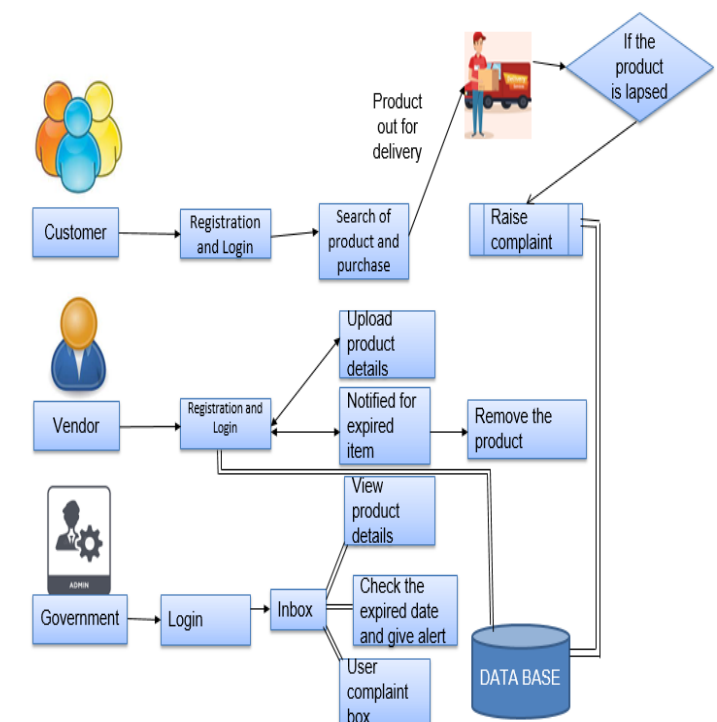 If the
product
is lapsed
Product
out for
delivery
Customer
Registration
and Login
Search of
product and
purchase
Raise
complaint
Upload
product
details
Vendor
Registration and
Login
Notified for
expired
item
Remove the
product
View
product
details
ADMIN
Government
Login
Inbox
Check the
expired date
and give alert
User
complaint
box
DATA BASE